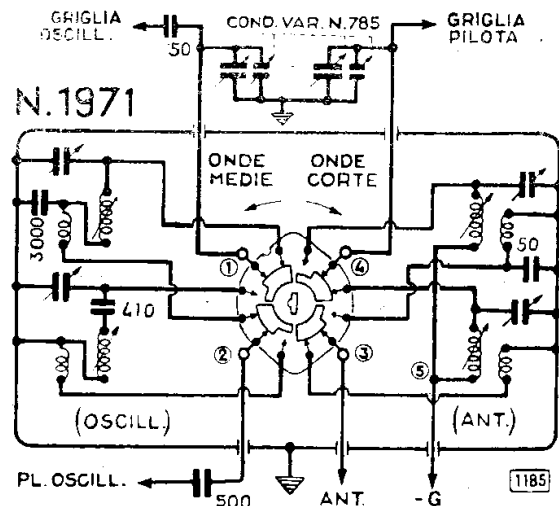 GRIGLIA
OSCILL.
50
COND. VAR. N.785
GRIGLIA
PILOTA
N.1971
ONDE
MEDIE
ONDE
CORTE
3000
50
1
4
410
2
3
5
(OSCILL.)
(ANT.)
PL. OSCILL.
500
ANT.
-G
1185